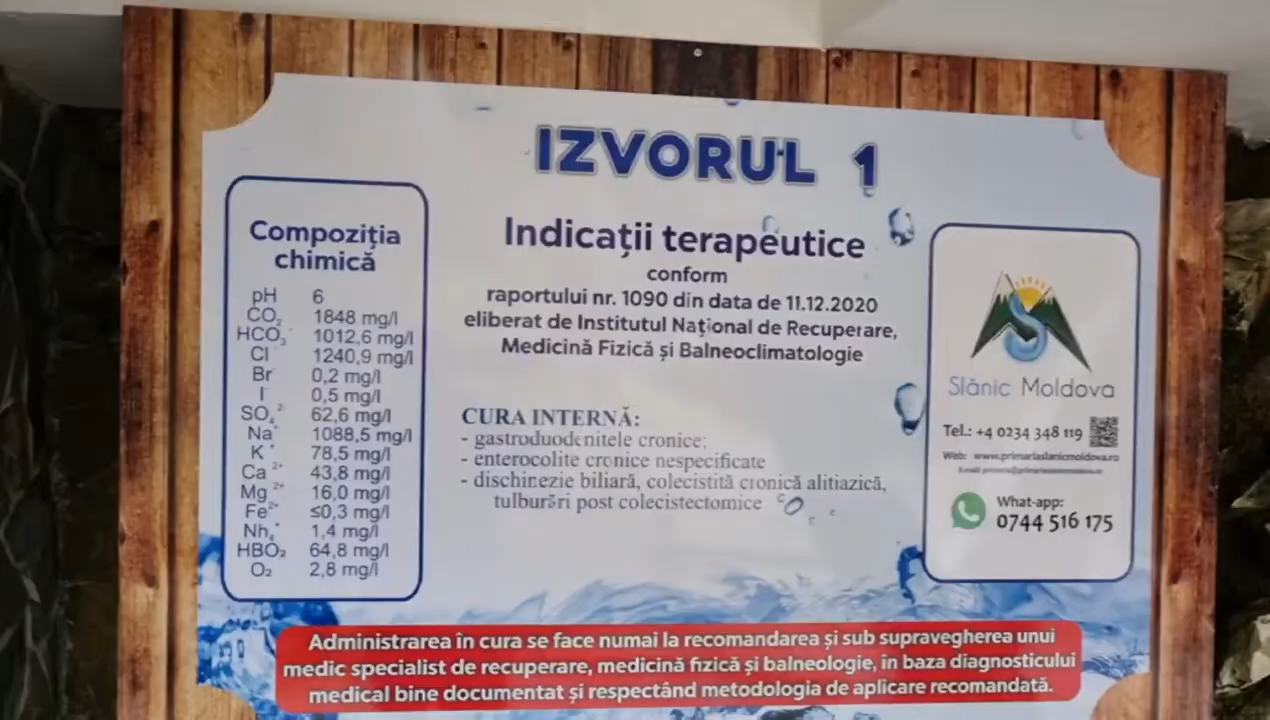 IZVORUL 1
Compoziția
chimică
pH 6
CO₂ 1848 mg/l
HCO₃⁻ 1012,6 mg/l
Cl⁻ 1240,9 mg/l
Br⁻ 0,2 mg/l
I⁻ 0,5 mg/l
SO₄²⁻ 62,6 mg/l
Na⁺ 1088,5 mg/l
K⁺ 78,5 mg/l
Ca²⁺ 43,8 mg/l
Mg²⁺ 16,0 mg/l
Fe²⁺ ≤0,3 mg/l
Nh₄⁺ 1,4 mg/l
HBO₂ 64,8 mg/l
O₂ 2,8 mg/l
Indicații terapeutice
conform
raportului nr. 1090 din data de 11.12.2020
eliberat de Institutul Național de Recuperare,
Medicină Fizică și Balneoclimatologie
CURA INTERNĂ:
- gastroduodenitele cronice;
- enterocolite cronice nespecificate
- dischinezie biliară, colecistită cronică alitiazică,
tulburări post colecistectomice
Slănic Moldova
Tel.: +4 0234 348 119
Web: www.primariaslanicmoldova.ro
What-app:
0744 516 175
Administrarea în cura se face numai la recomandarea și sub supravegherea unui
medic specialist de recuperare, medicină fizică și balneologie, în baza diagnosticului
medical bine documentat și respectând metodologia de aplicare recomandată.